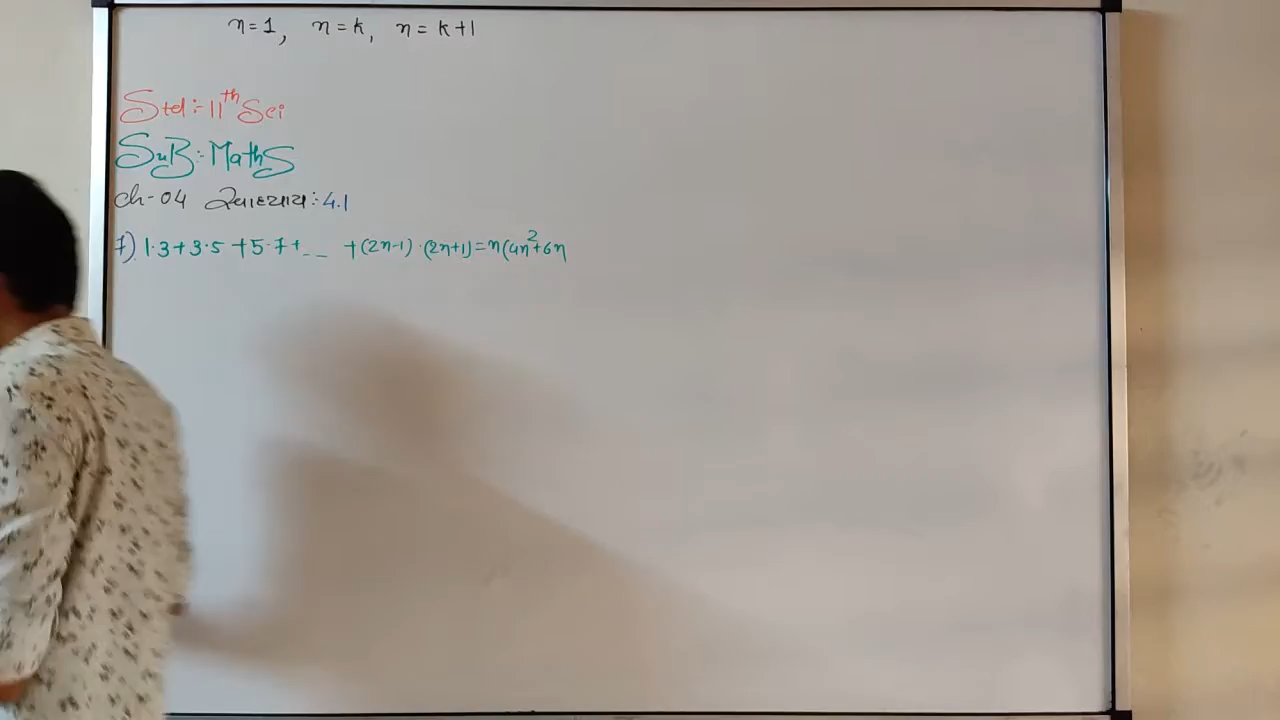 n=1, n=k, n=k+1
Std:-11th Sci
SuB:-MathS
Ch-04 સ્વાધ્યાય:-4.1
7) 1·3+3·5+5·7+.__ +(2n-1)·(2n+1)=n(4n²+6n